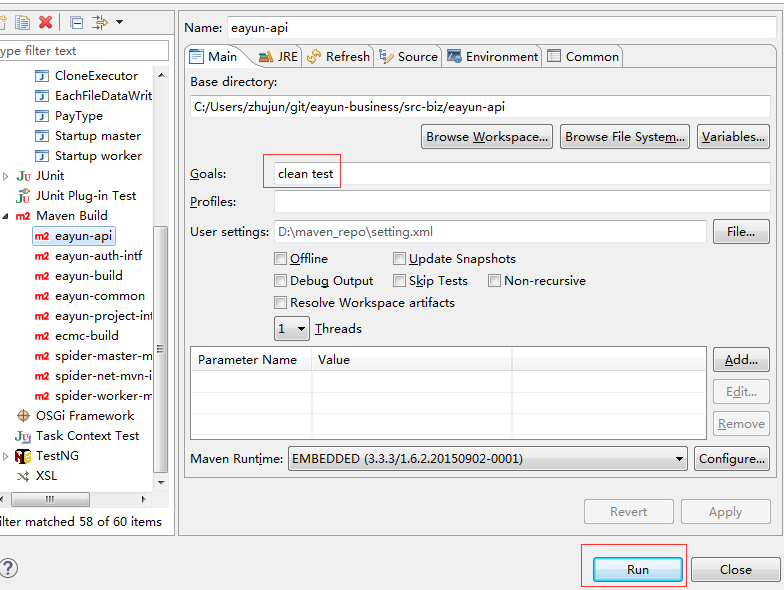 Name: eayun-api
ype filter text
Main JRE Refresh Source Environment Common
CloneExecutor
EachFileDataWrit
PayType
Startup master
Startup worker
JUnit
JUnit Plug-in Test
Maven Build
eayun-api
eayun-auth-intf
eayun-build
eayun-common
eayun-project-int
ecmc-build
spider-master-m
spider-net-mvn-i
spider-worker-m
OSGi Framework
Task Context Test
TestNG
XSL
ilter matched 58 of 60 items
Base directory:
C:/Users/zhujun/git/eayun-business/src-biz/eayun-api
Browse Workspace... Browse File System... Variables...
Goals: clean test
Profiles:
User settings: D:\maven_repo\setting.xml File...
Offline Update Snapshots
Debug Output Skip Tests Non-recursive
Resolve Workspace artifacts
1 Threads
Parameter Name Value Add...
Edit...
Remove
Maven Runtime: EMBEDDED (3.3.3/1.6.2.20150902-0001) Configure...
Revert Apply
Run Close